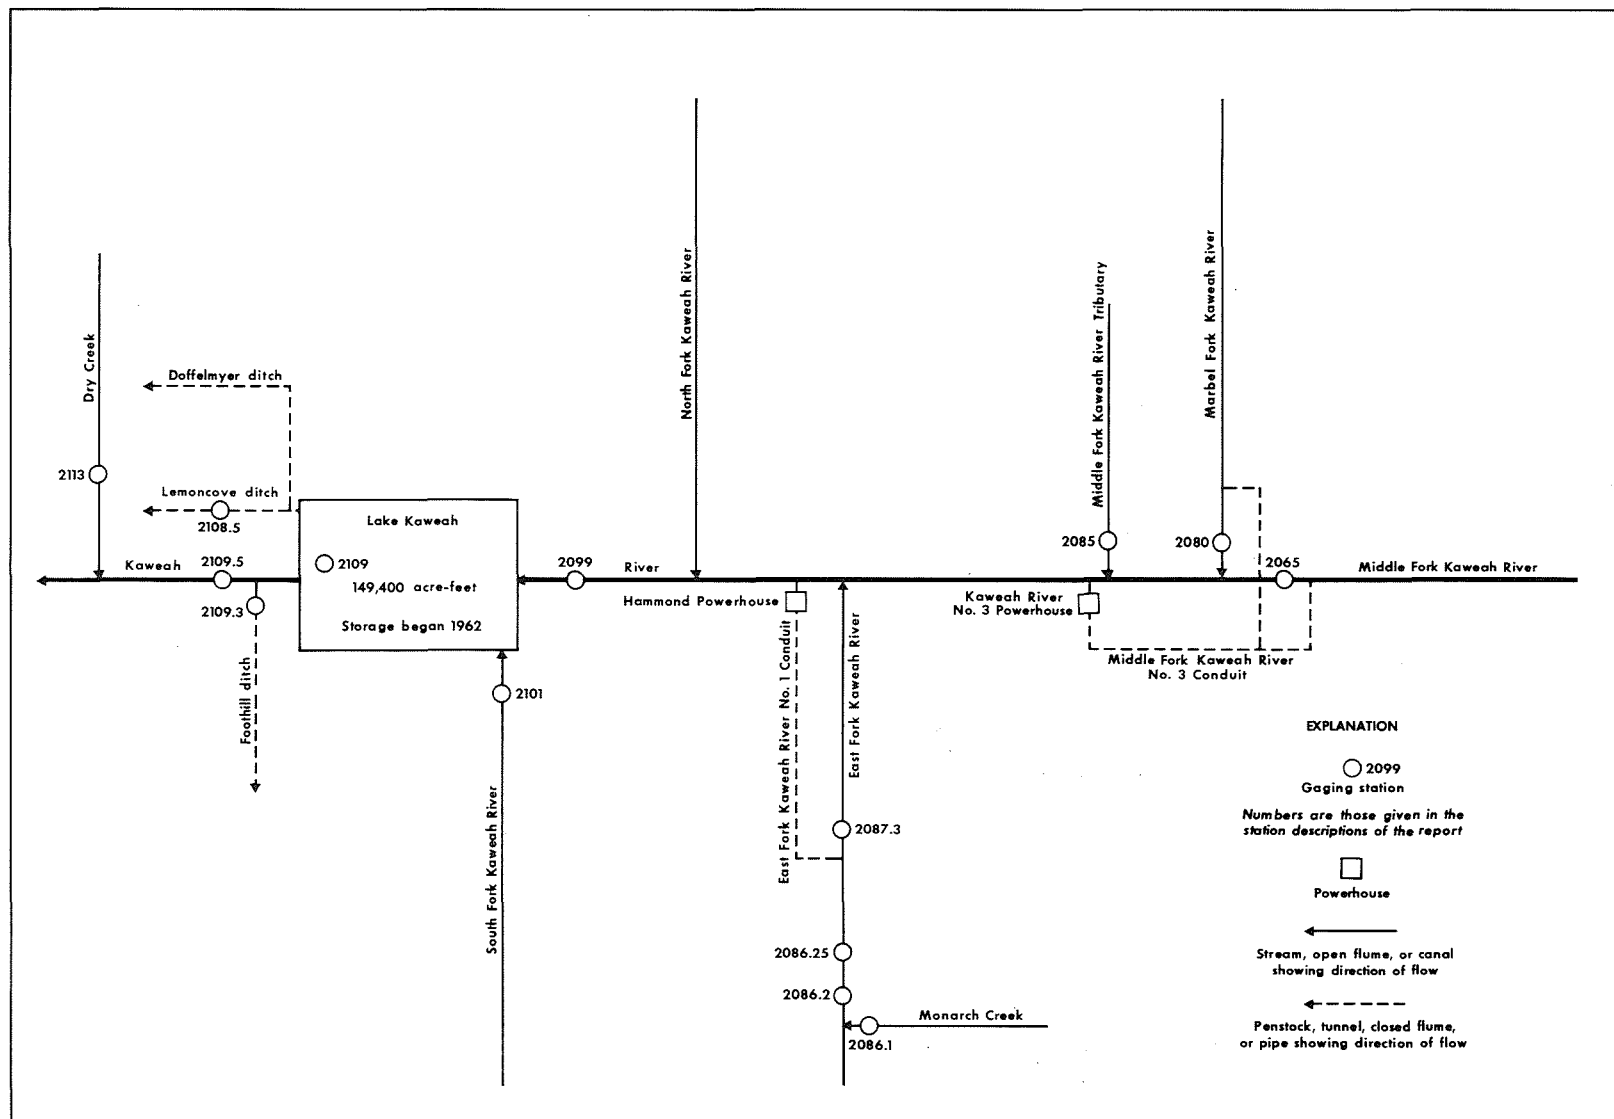 Dry Creek
Doffelmyer ditch
2113
Lemoncove ditch
2108.5
Lake Kaweah
2109
149,400 acre-feet
Storage began 1962
Kaweah
2109.5
2109.3
Foothill ditch
2099
River
2101
South Fork Kaweah River
North Fork Kaweah River
Hammond Powerhouse
East Fork Kaweah River No. 1 Conduit
East Fork Kaweah River
2087.3
2086.25
2086.2
Monarch Creek
2086.1
Middle Fork Kaweah River Tributary
2085
Marbel Fork Kaweah River
2080
2065
Middle Fork Kaweah River
Kaweah River
No. 3 Powerhouse
Middle Fork Kaweah River
No. 3 Conduit
EXPLANATION
2099
Gaging station
Numbers are those given in the
station descriptions of the report
Powerhouse
Stream, open flume, or canal
showing direction of flow
Penstock, tunnel, closed flume,
or pipe showing direction of flow